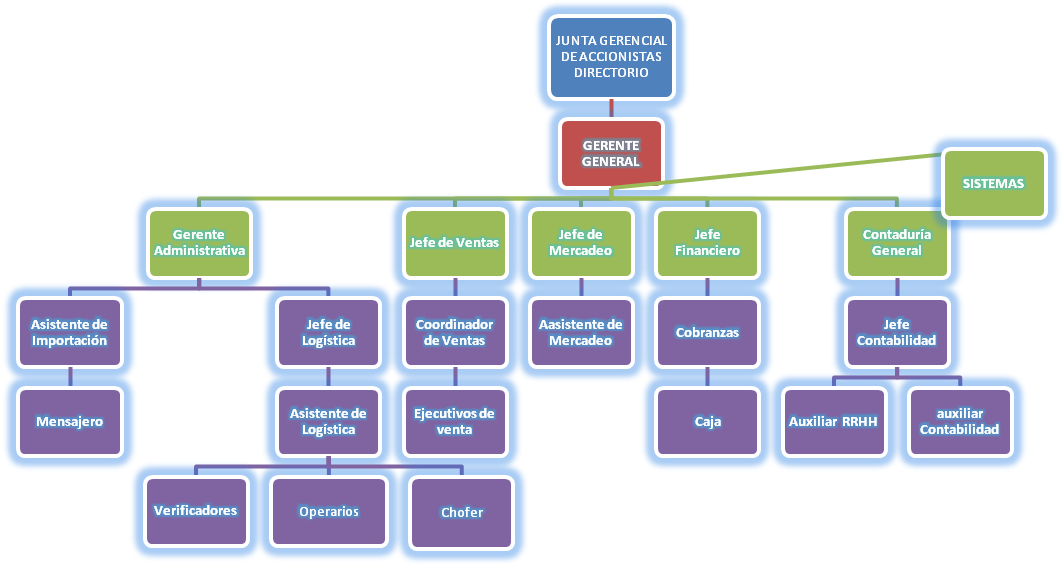 JUNTA GERENCIAL
DE ACCIONISTAS
DIRECTORIO
GERENTE
GENERAL
SISTEMAS
Gerente
Administrativa
Jefe de Ventas
Jefe de
Mercadeo
Jefe
Financiero
Contaduría
General
Asistente de
Importación
Jefe de
Logística
Coordinador
de Ventas
Aasistente de
Mercadeo
Cobranzas
Jefe
Contabilidad
Mensajero
Asistente de
Logística
Ejecutivos de
venta
Caja
Auxiliar RRHH
auxiliar
Contabilidad
Verificadores
Operarios
Chofer